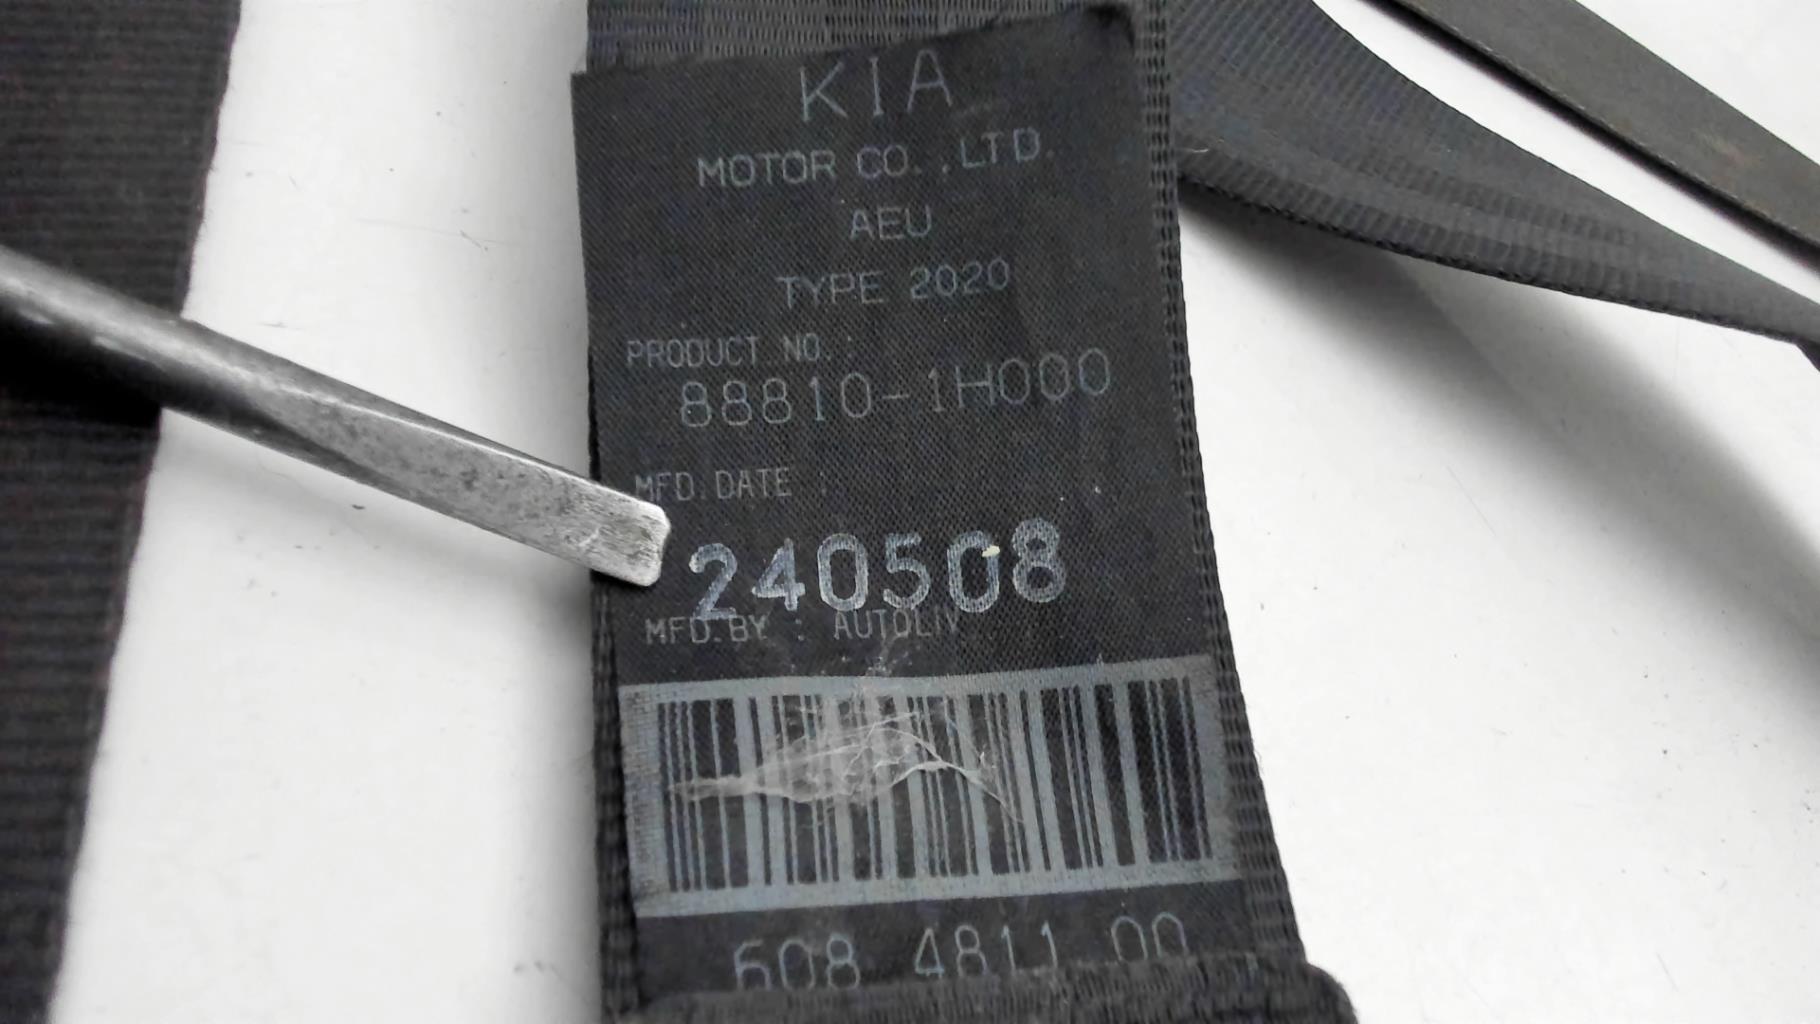 KIA
MOTOR CO.,LTD.
AEU
TYPE 2020
PRODUCT NO.:
88810-1H000
MFD.DATE :
240508
MFD.BY : AUTOLIV
608 4811 00